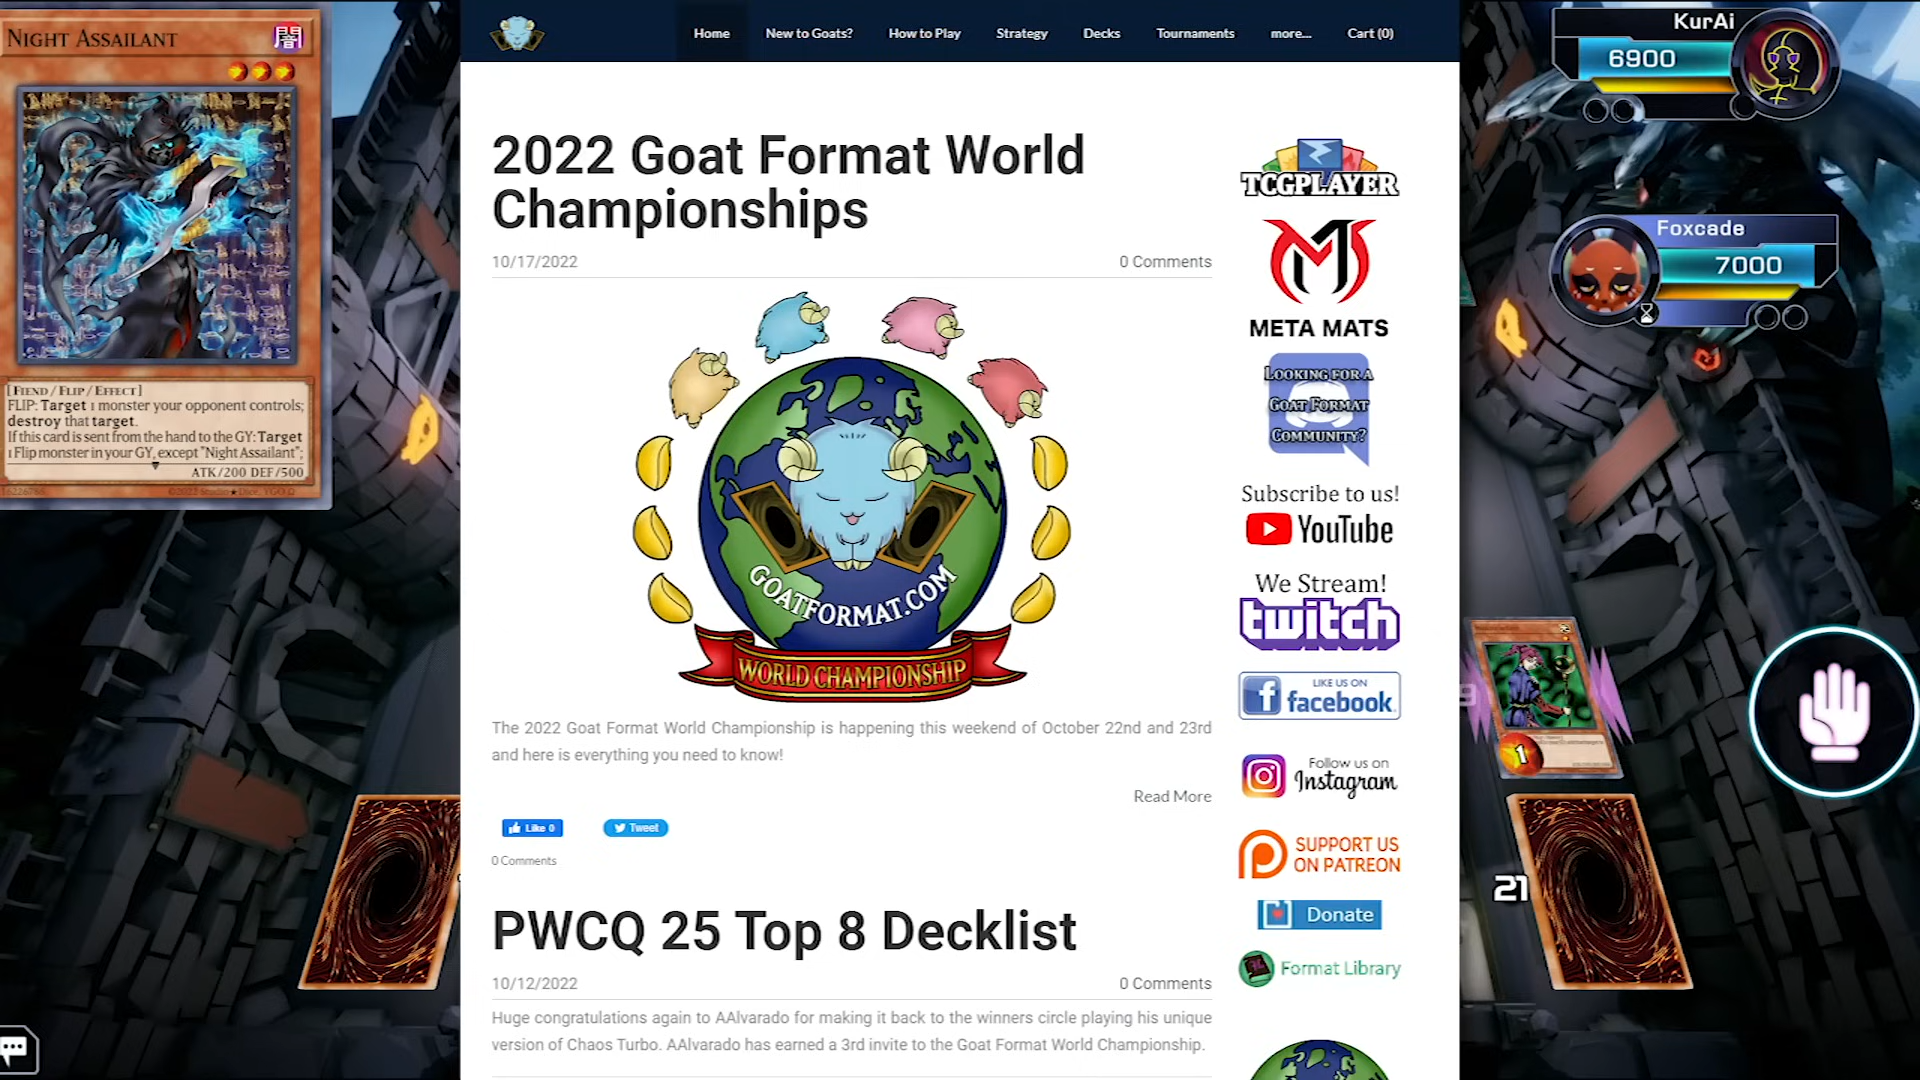 NIGHT ASSAILANT
闇
[FIEND / FLIP / EFFECT]
FLIP: Target 1 monster your opponent controls;
destroy that target.
If this card is sent from the hand to the GY: Target
1 Flip monster in your GY, except "Night Assailant";
ATK/200 DEF/500
Home
New to Goats?
How to Play
Strategy
Decks
Tournaments
more...
Cart (0)
2022 Goat Format World
Championships
10/17/2022
0 Comments
GOATFORMAT.COM
WORLD CHAMPIONSHIP
The 2022 Goat Format World Championship is happening this weekend of October 22nd and 23rd
and here is everything you need to know!
Read More
Like 0
Tweet
0 Comments
PWCQ 25 Top 8 Decklist
10/12/2022
0 Comments
Huge congratulations again to AAlvarado for making it back to the winners circle playing his unique
version of Chaos Turbo. AAlvarado has earned a 3rd invite to the Goat Format World Championship.
TCGPLAYER
META MATS
LOOKING FOR A
GOAT FORMAT
COMMUNITY?
Subscribe to us!
YouTube
We Stream!
twitch
LIKE US ON
facebook
Follow us on
Instagram
SUPPORT US
ON PATREON
Donate
Format Library
KurAi
6900
Foxcade
7000
1
21